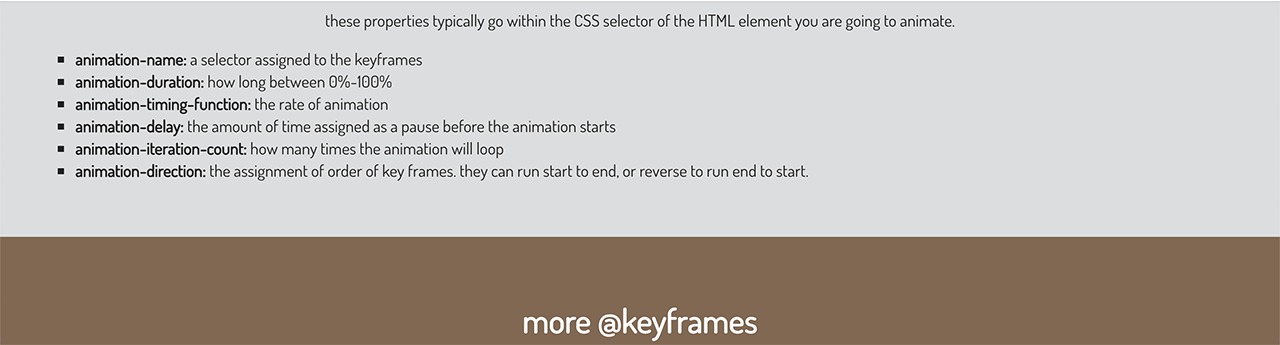 these properties typically go within the CSS selector of the HTML element you are going to animate.
animation-name: a selector assigned to the keyframes
animation-duration: how long between 0%-100%
animation-timing-function: the rate of animation
animation-delay: the amount of time assigned as a pause before the animation starts
animation-iteration-count: how many times the animation will loop
animation-direction: the assignment of order of key frames. they can run start to end, or reverse to run end to start.
more @keyframes